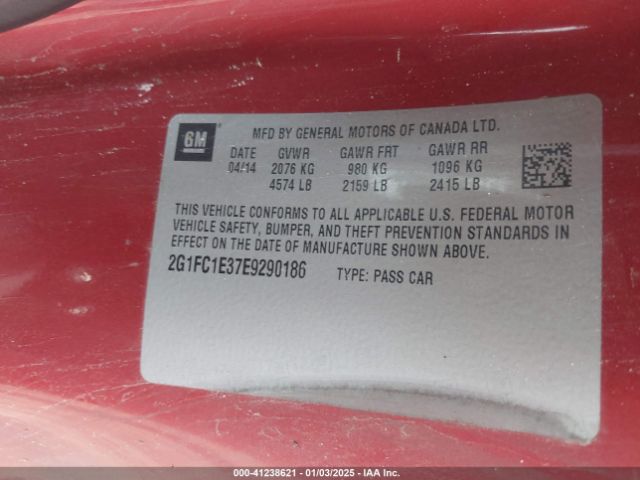 GM
MFD BY GENERAL MOTORS OF CANADA LTD.
DATE GVWR GAWR FRT GAWR RR
04/14 2076 KG 980 KG 1096 KG
4574 LB 2159 LB 2415 LB
THIS VEHICLE CONFORMS TO ALL APPLICABLE U.S. FEDERAL MOTOR
VEHICLE SAFETY, BUMPER, AND THEFT PREVENTION STANDARDS IN
EFFECT ON THE DATE OF MANUFACTURE SHOWN ABOVE.
2G1FC1E37E9290186 TYPE: PASS CAR
000-41238621 - 01/03/2025 - IAA Inc.